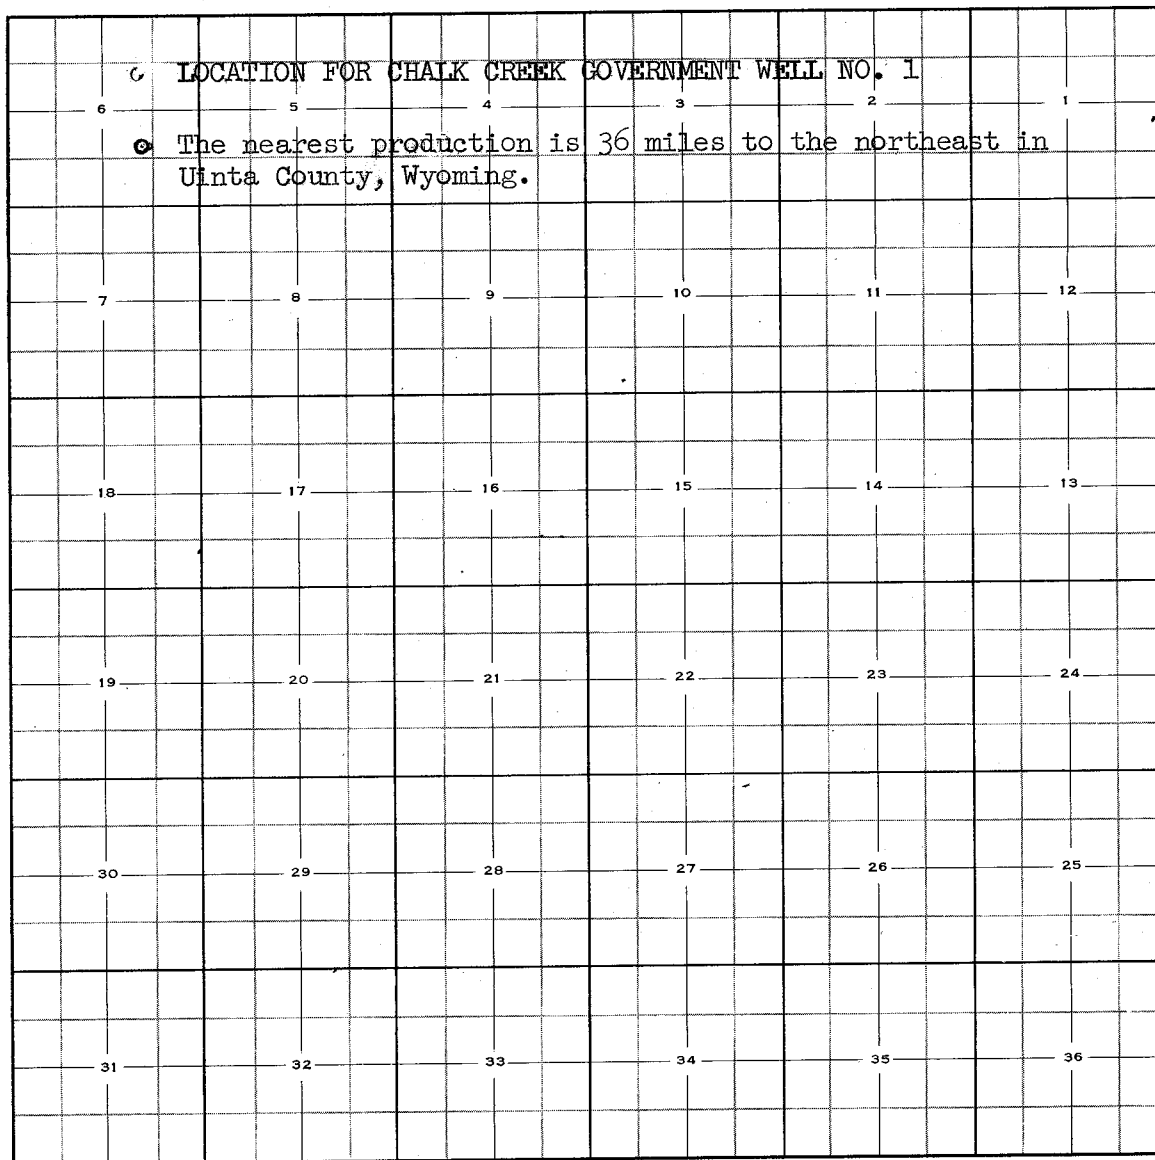 LOCATION FOR CHALK CREEK GOVERNMENT WELL NO. 1
6 5 4 3 2 1
The nearest production is 36 miles to the northeast in
Uinta County, Wyoming.
7 8 9 10 11 12
18 17 16 15 14 13
19 20 21 22 23 24
30 29 28 27 26 25
31 32 33 34 35 36